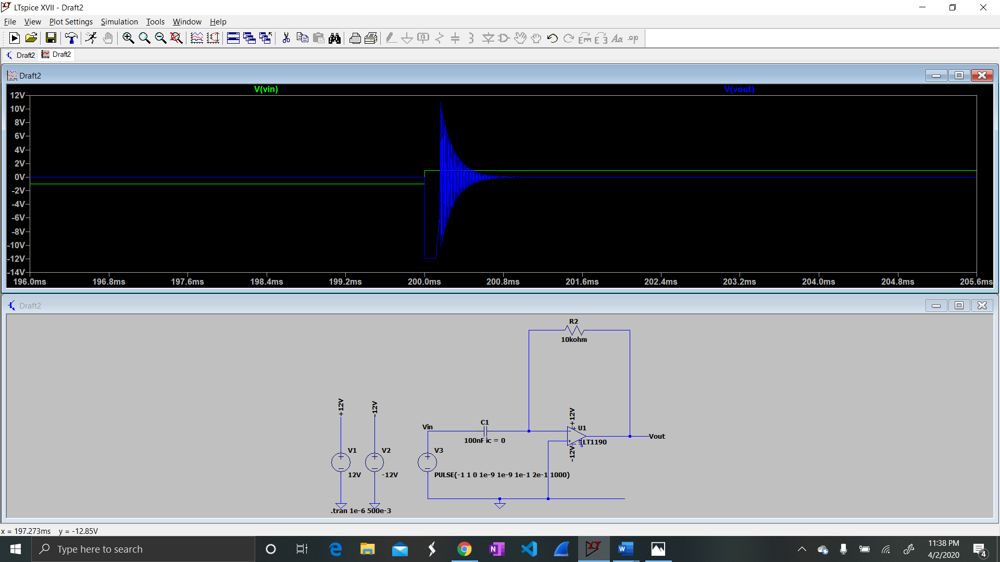 LTspice XVII - Draft2
File View Plot Settings Simulation Tools Window Help
Draft2 Draft2
Draft2
V(vin) V(vout)
12V
10V
8V
6V
4V
2V
0V
-2V
-4V
-6V
-8V
-10V
-12V
-14V
196.0ms 196.8ms 197.6ms 198.4ms 199.2ms 200.0ms 200.8ms 201.6ms 202.4ms 203.2ms 204.0ms 204.8ms 205.6ms
Draft2
R2
10kohm
+12V -12V +12V
Vin C1 U1
Vout
100nF ic = 0 LT1190
V1 V2 V3 -12V
12V -12V PULSE(-1 1 0 1e-9 1e-9 1e-1 2e-1 1000)
.tran 1e-6 500e-3
x = 197.273ms y = -12.85V
Type here to search
11:38 PM
4/2/2020
4